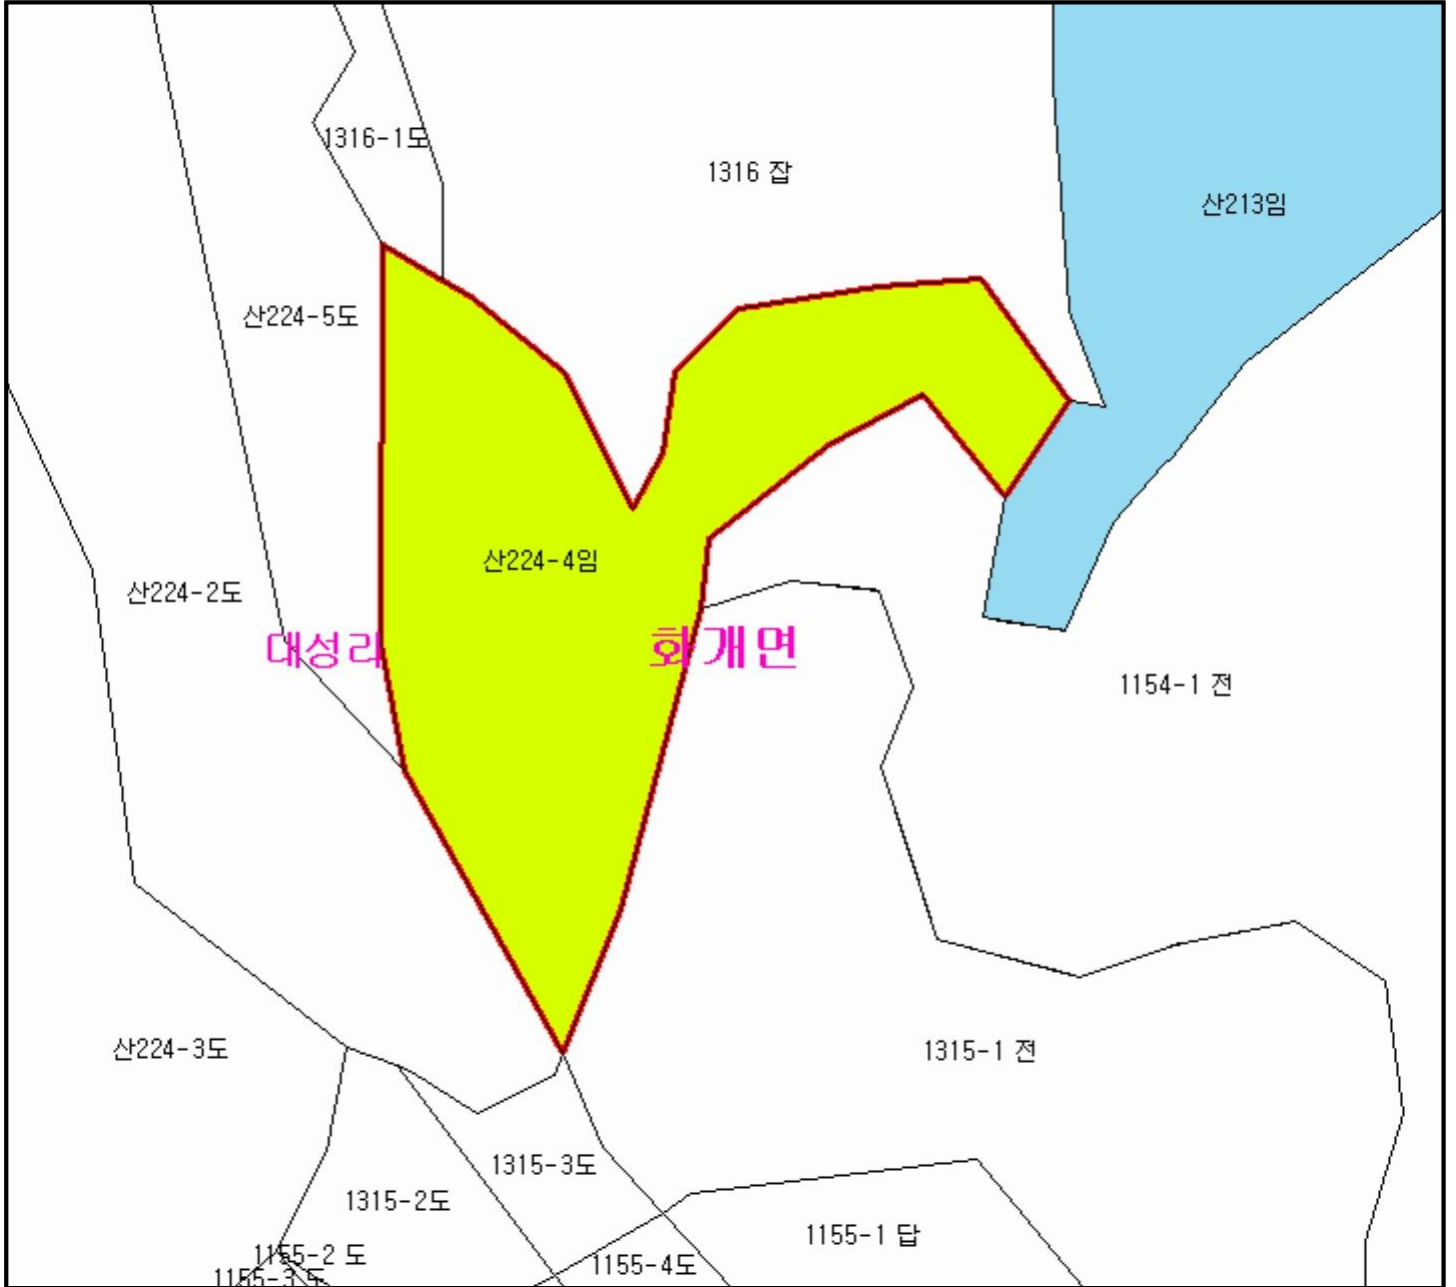 1316-1도
1316 잡
산213임
산224-5도
산224-4임
산224-2도
대성리
화개면
1154-1 전
산224-3도
1315-1 전
1315-3도
1315-2도
1155-1 답
1155-2 도
1155-4도
1155-3 도